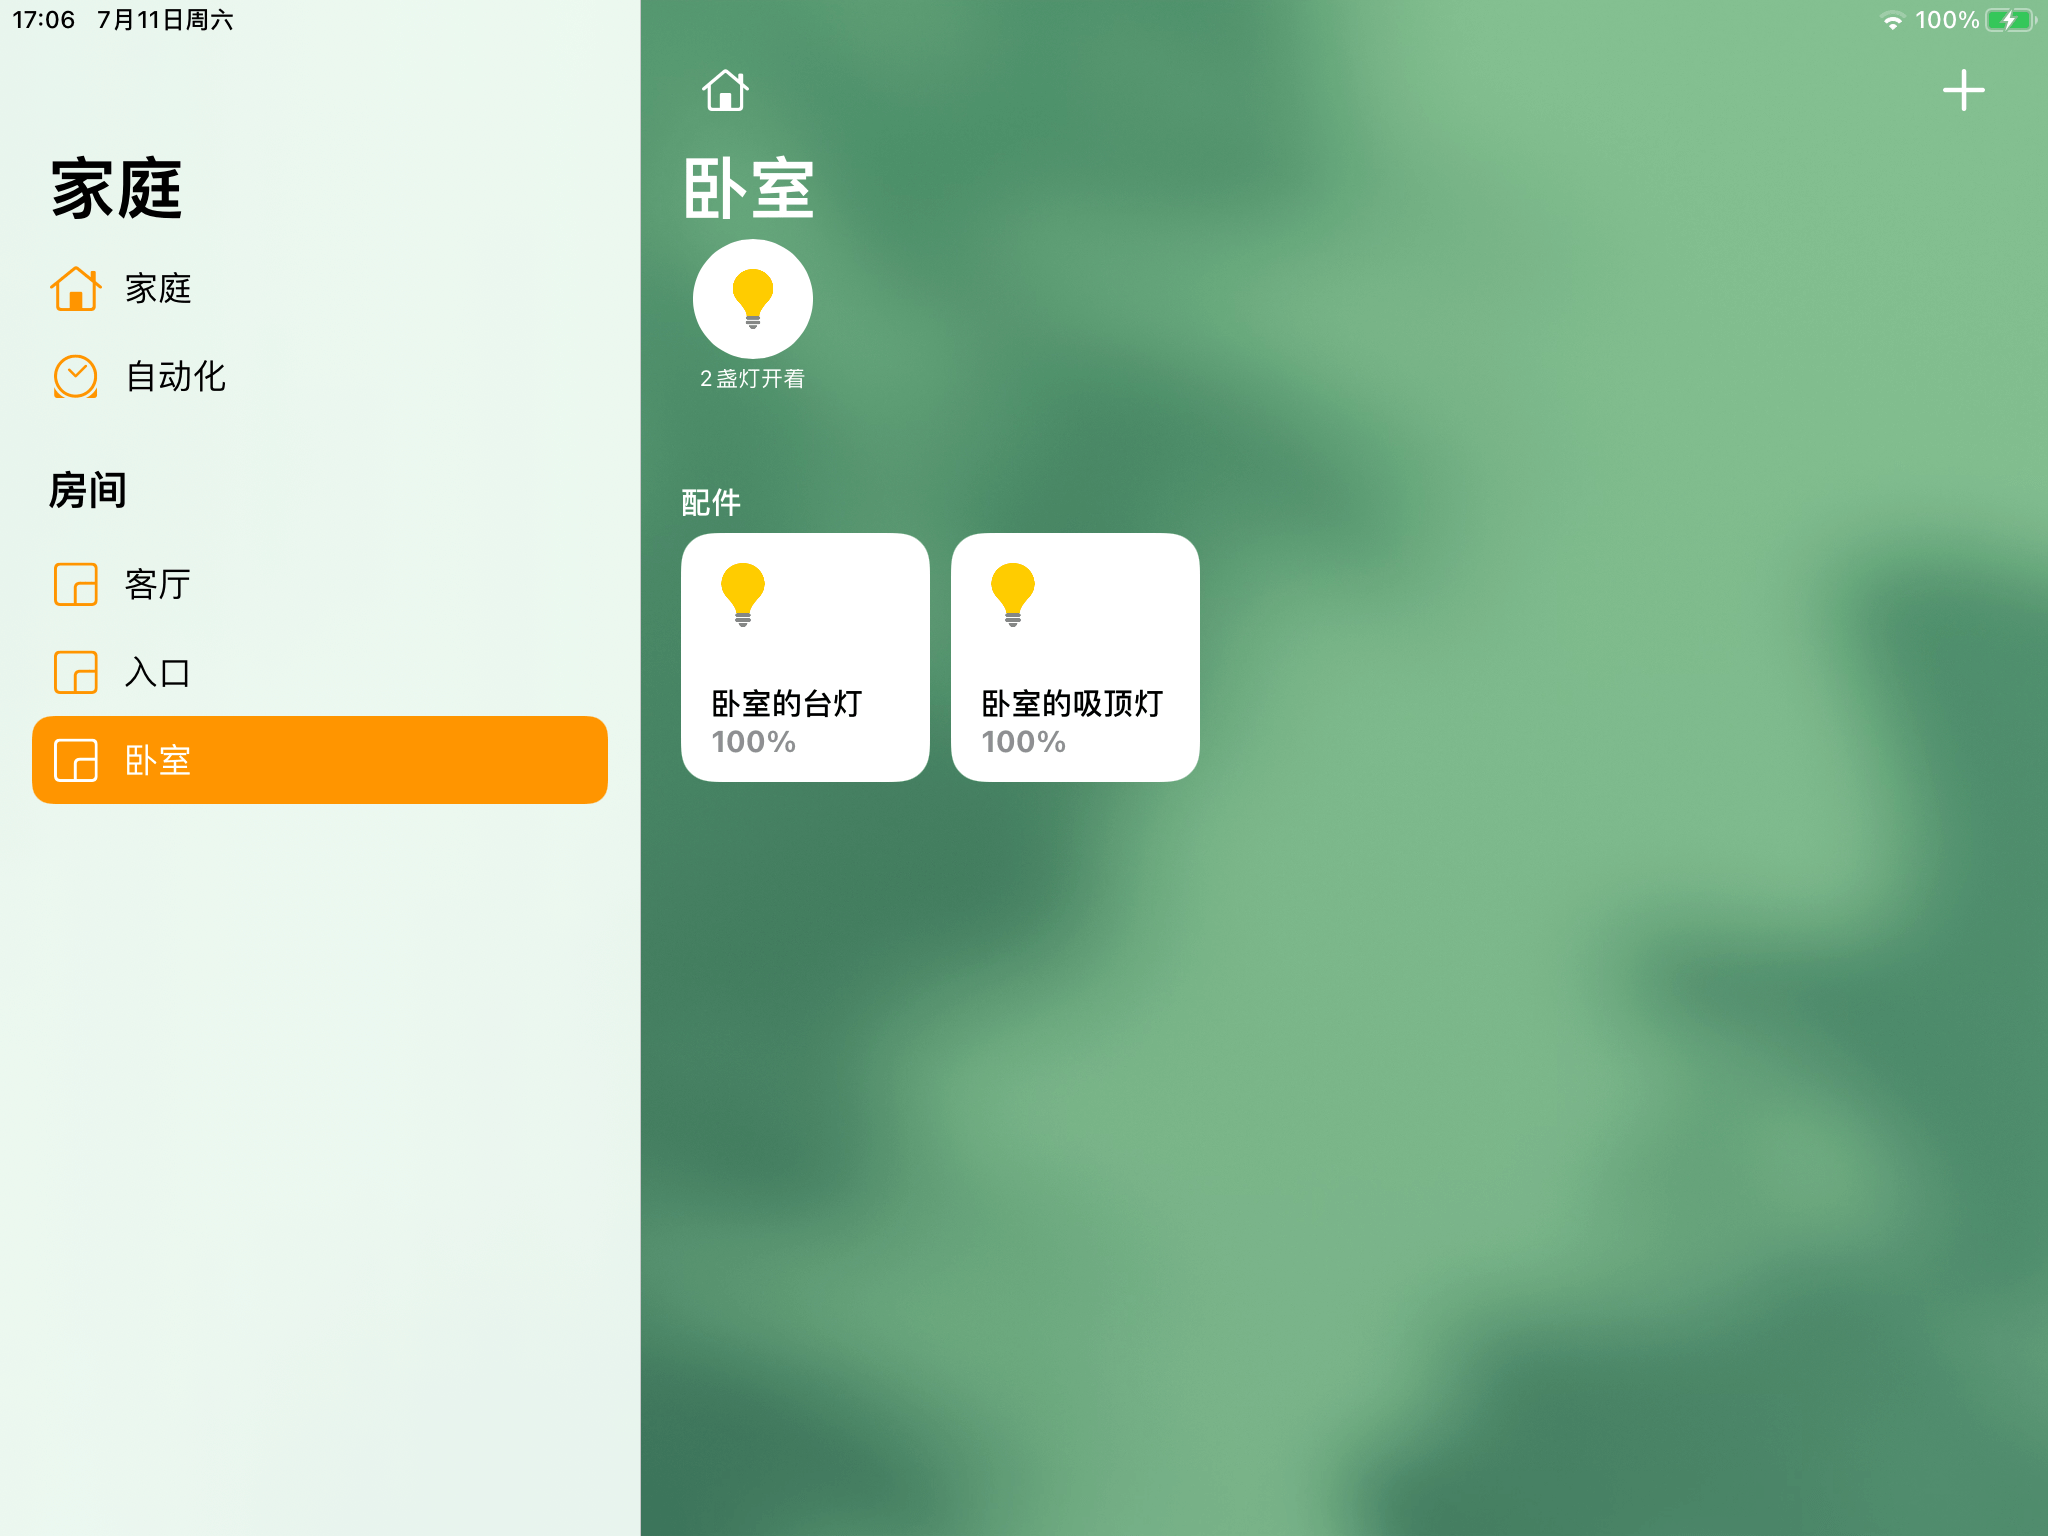 17:06 7月11日周六
100%
家庭
家庭
自动化
房间
客厅
入口
卧室
卧室
2盏灯开着
配件
卧室的台灯
100%
卧室的吸顶灯
100%